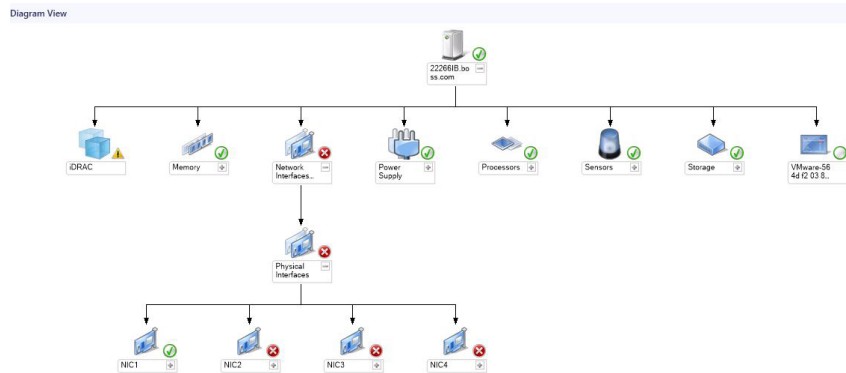 Diagram View
22266IB.bo
ss.com
iDRAC
Memory
Network
Interfaces..
Power
Supply
Processors
Sensors
Storage
VMware-56
4d f2 03 8..
Physical
Interfaces
NIC1
NIC2
NIC3
NIC4